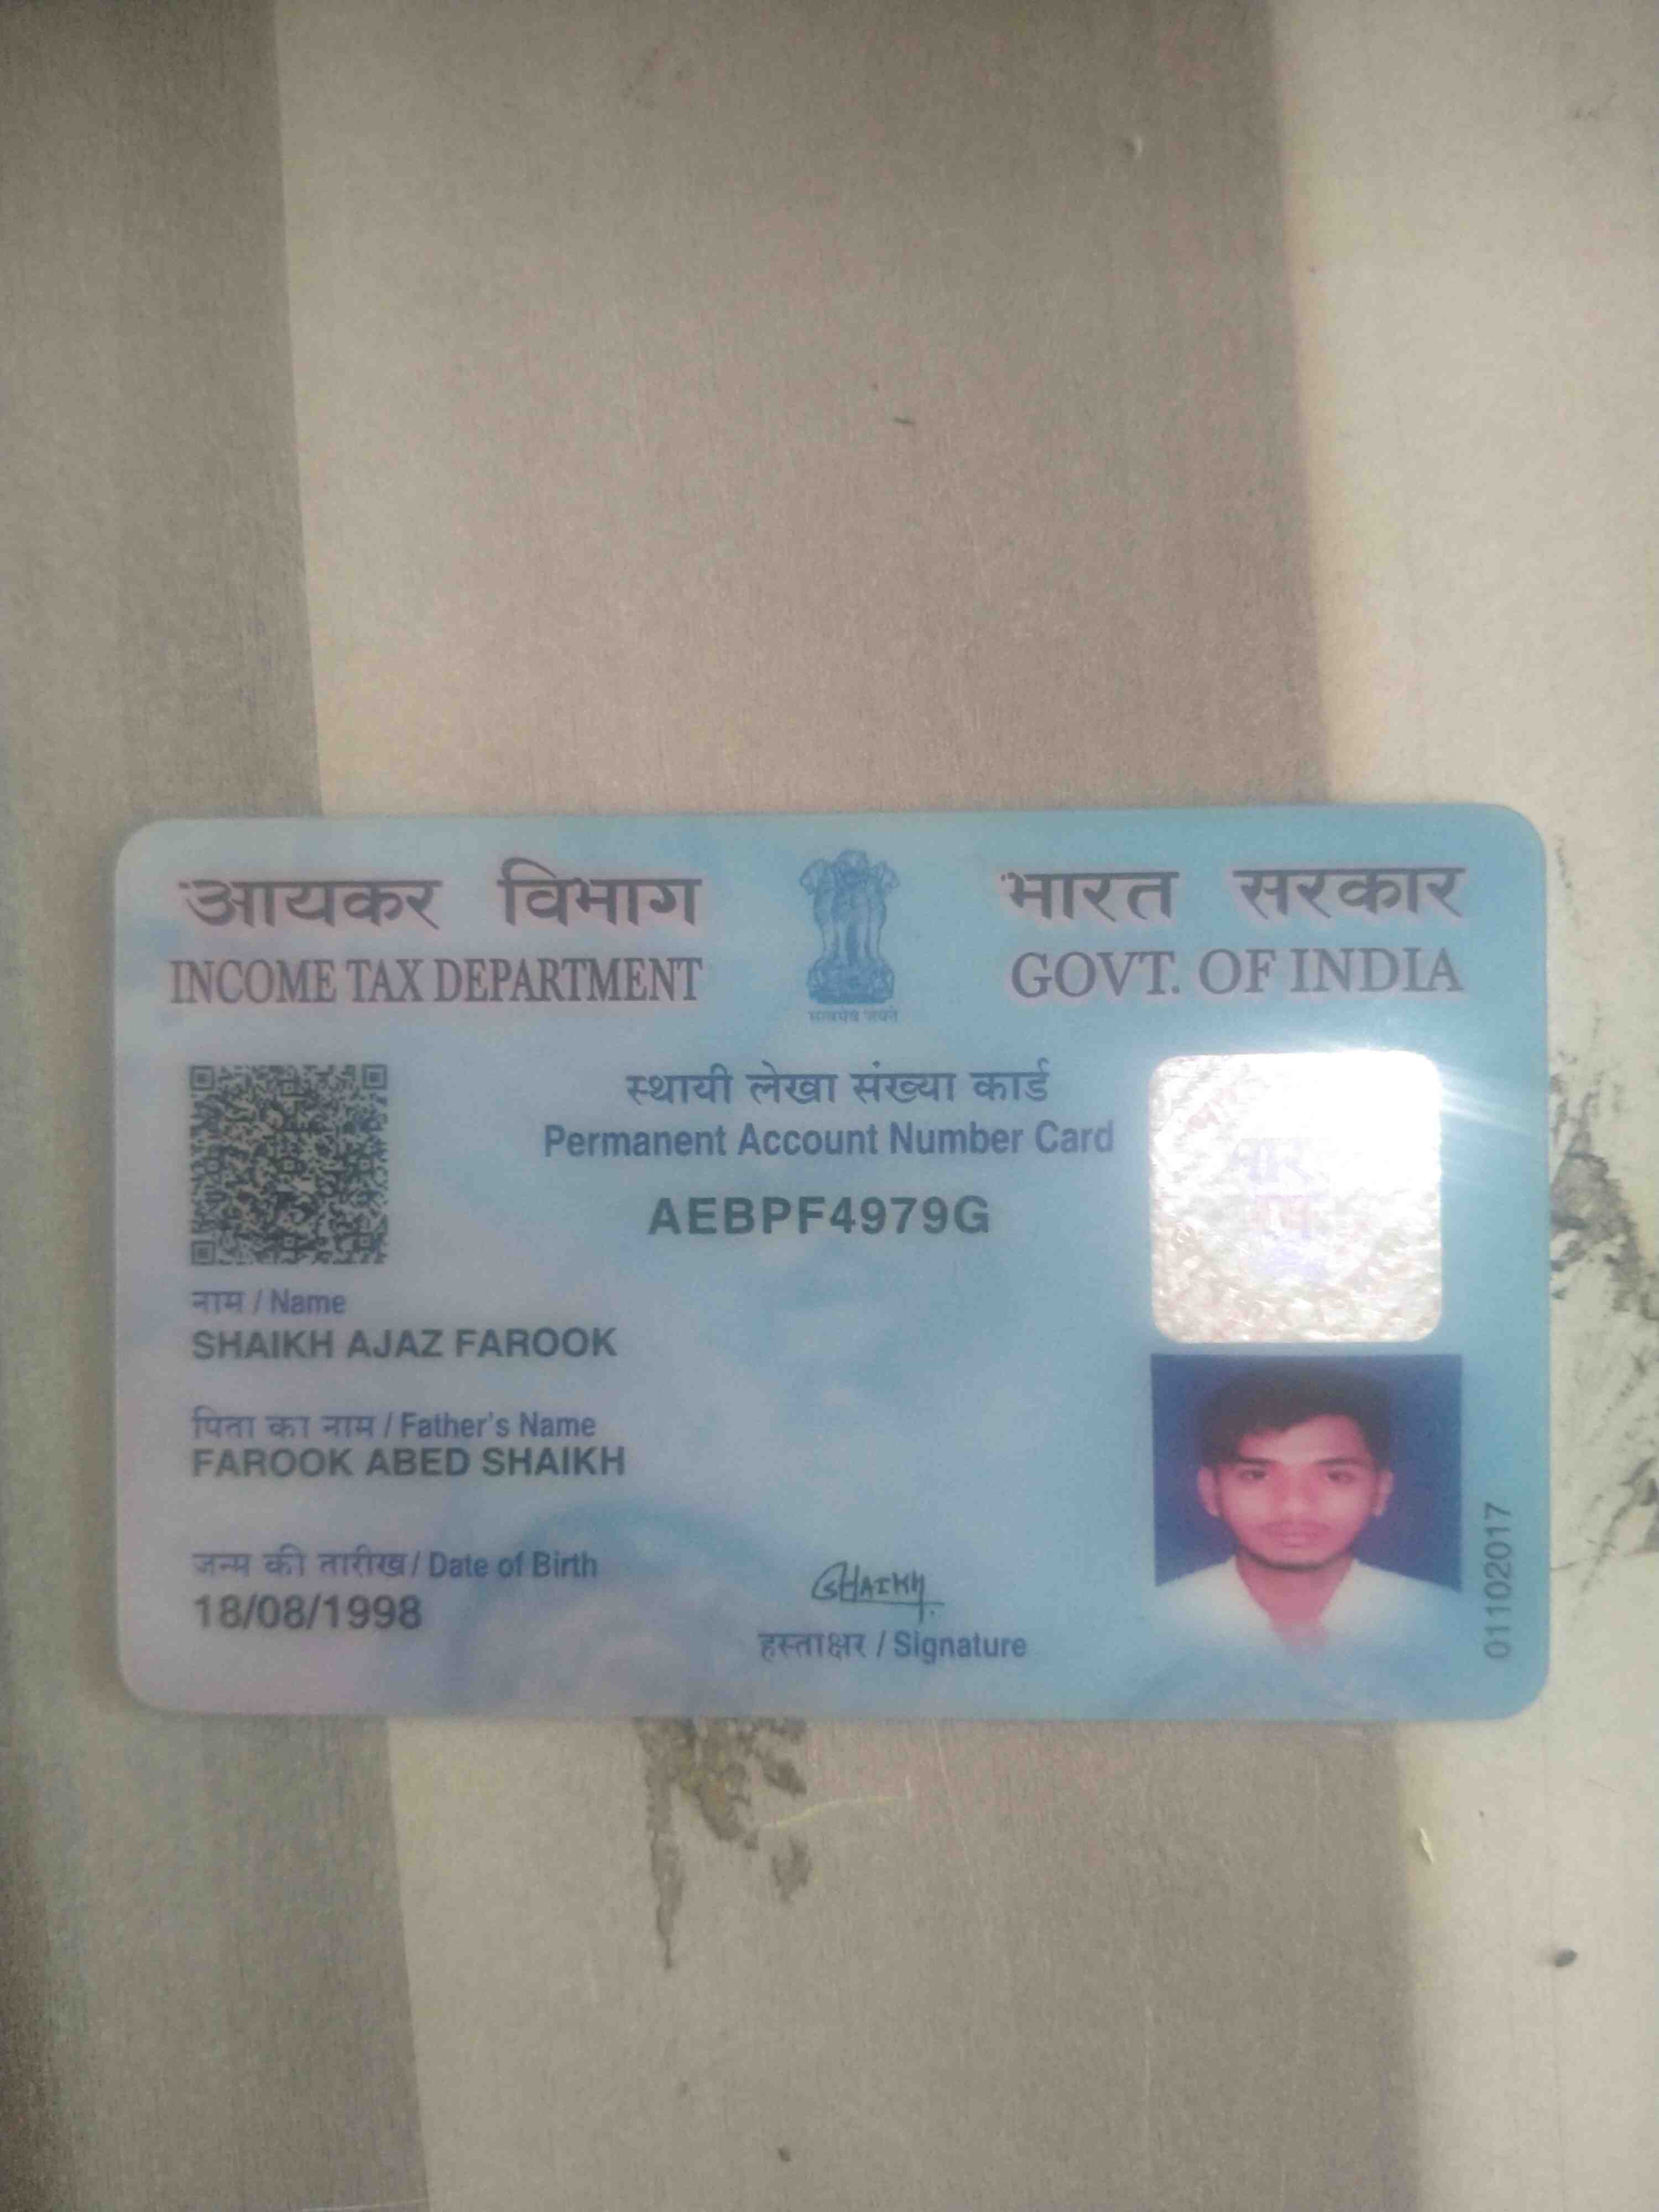 आयकर विभाग
INCOME TAX DEPARTMENT
भारत सरकार
GOVT. OF INDIA
सत्यमेव जयते
स्थायी लेखा संख्या कार्ड
Permanent Account Number Card
AEBPF4979G
नाम / Name
SHAIKH AJAZ FAROOK
पिता का नाम / Father's Name
FAROOK ABED SHAIKH
जन्म की तारीख / Date of Birth
18/08/1998
SHAIKH
हस्ताक्षर / Signature
01102017